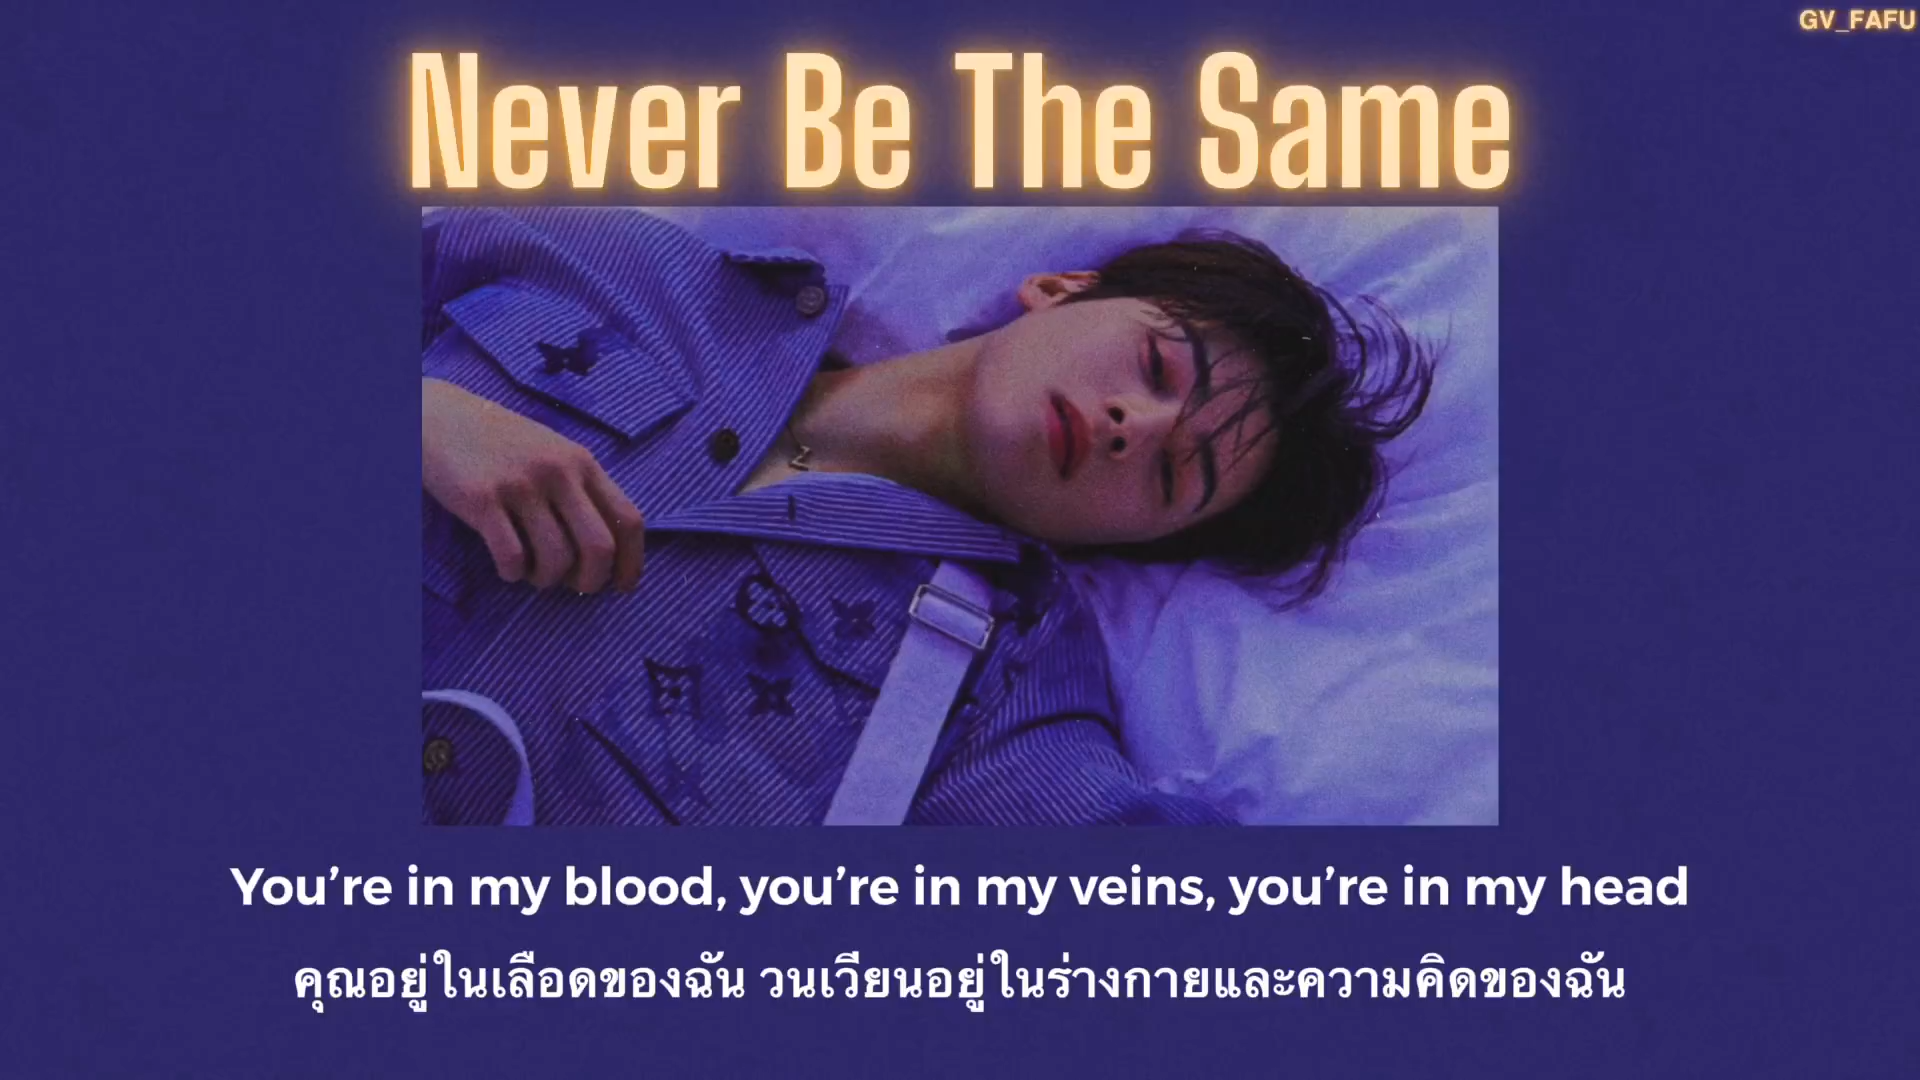 GV_FAFU
Never Be The Same
You’re in my blood, you’re in my veins, you’re in my head
คุณอยู่ในเลือดของฉัน วนเวียนอยู่ในร่างกายและความคิดของฉัน